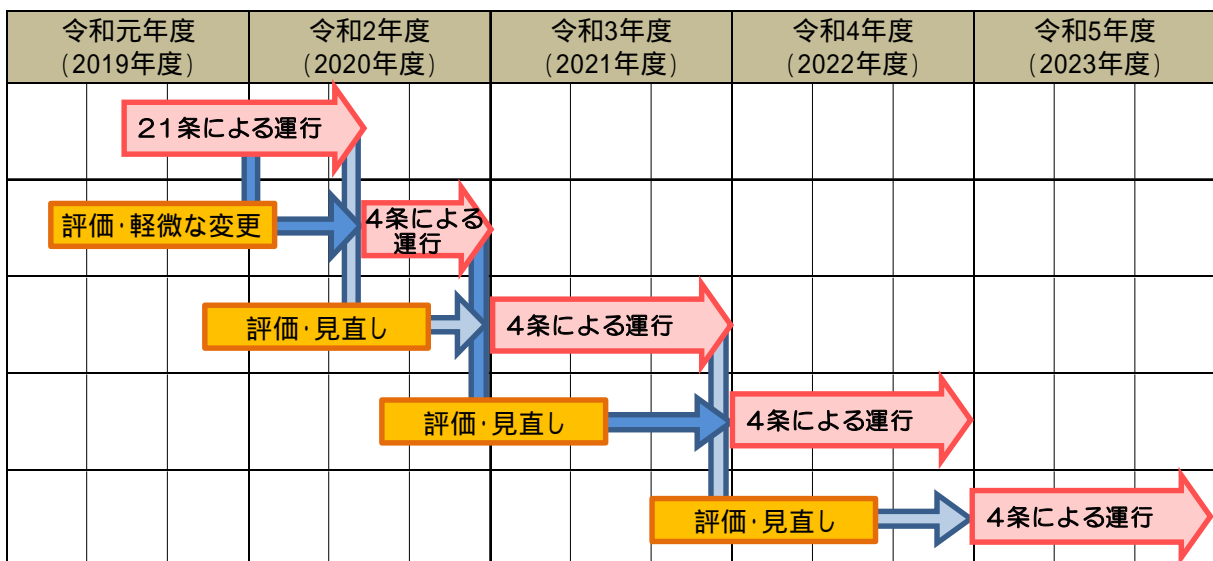 令和元年度
(2019年度)
令和2年度
(2020年度)
令和3年度
(2021年度)
令和4年度
(2022年度)
令和5年度
(2023年度)
21条による運行
評価・軽微な変更
4条による
運行
評価・見直し
4条による運行
評価・見直し
4条による運行
評価・見直し
4条による運行